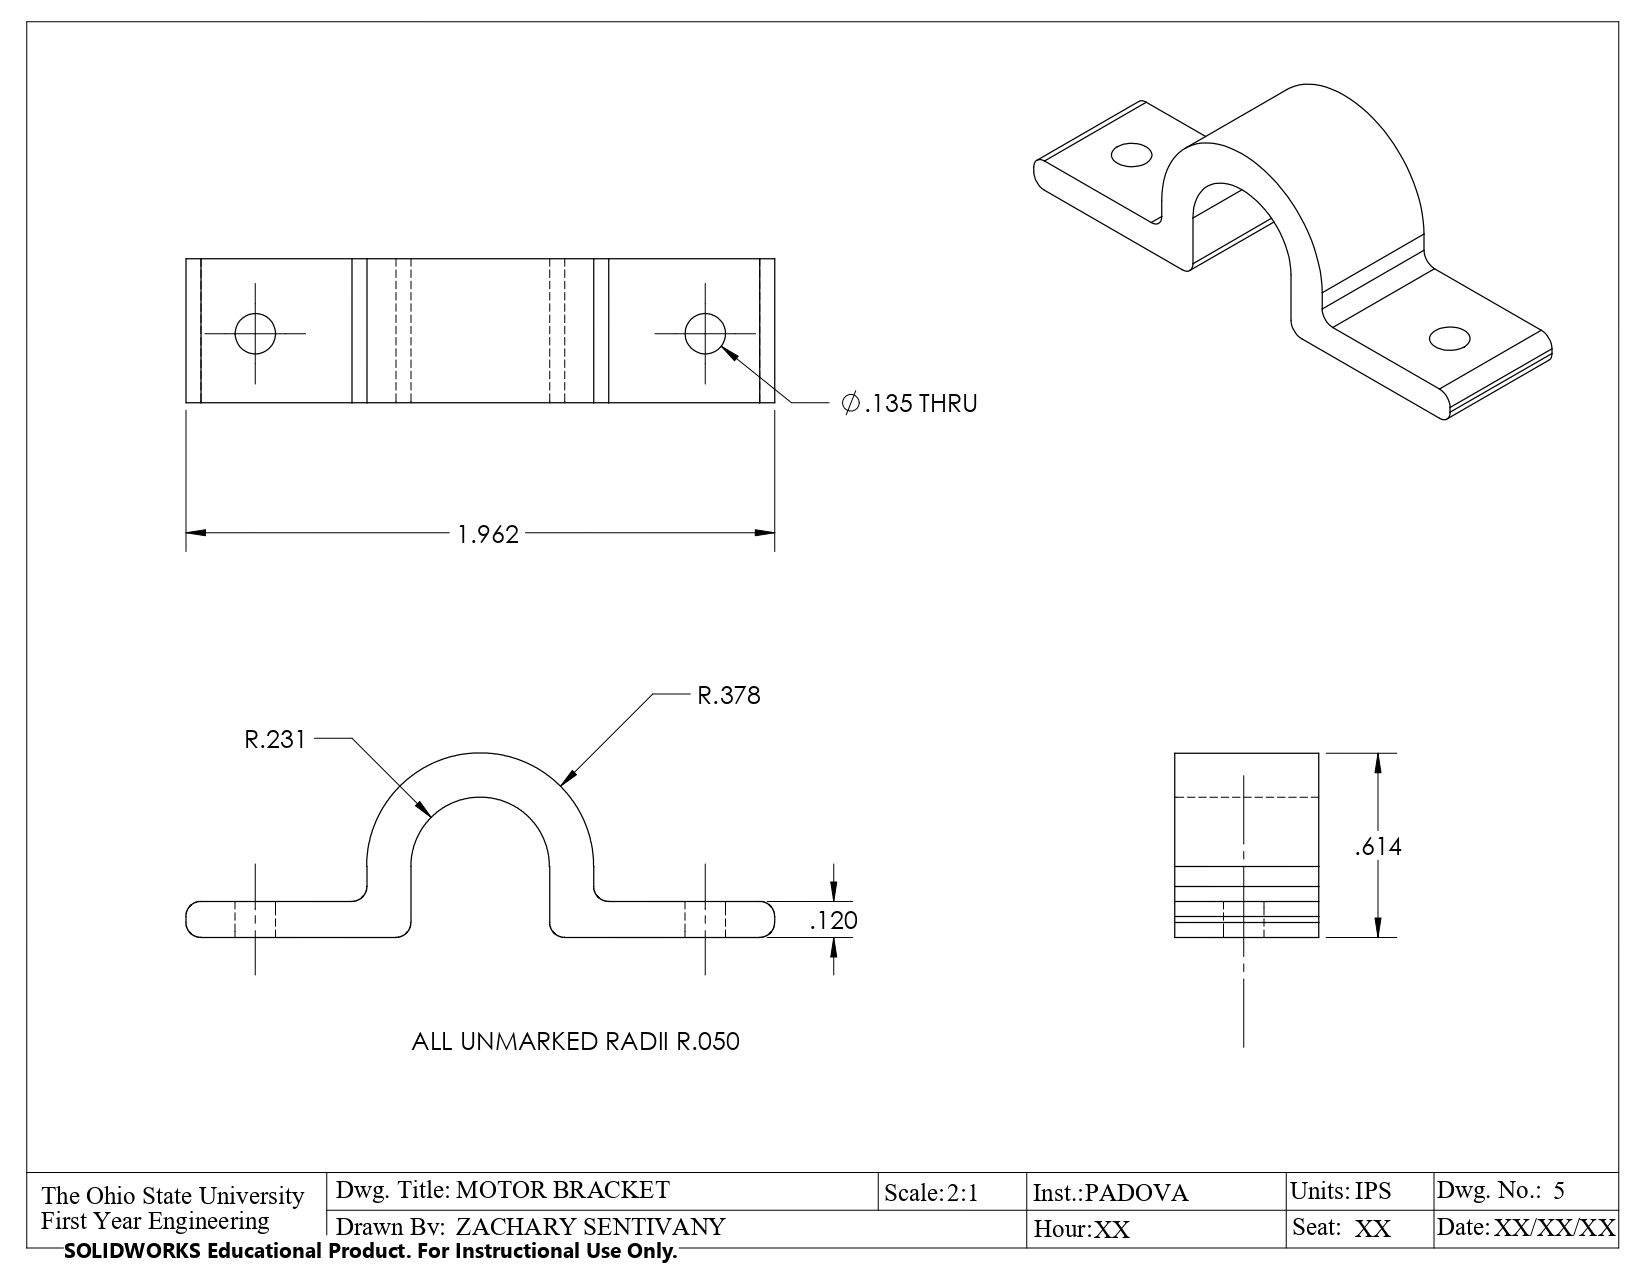 ⌀.135 THRU
1.962
R.378
R.231
.614
.120
ALL UNMARKED RADII R.050
The Ohio State University
First Year Engineering
Dwg. Title: MOTOR BRACKET
Scale: 2:1
Inst.: PADOVA
Units: IPS
Dwg. No.: 5
Drawn By: ZACHARY SENTIVANY
Hour: XX
Seat: XX
Date: XX/XX/XX
SOLIDWORKS Educational Product. For Instructional Use Only.